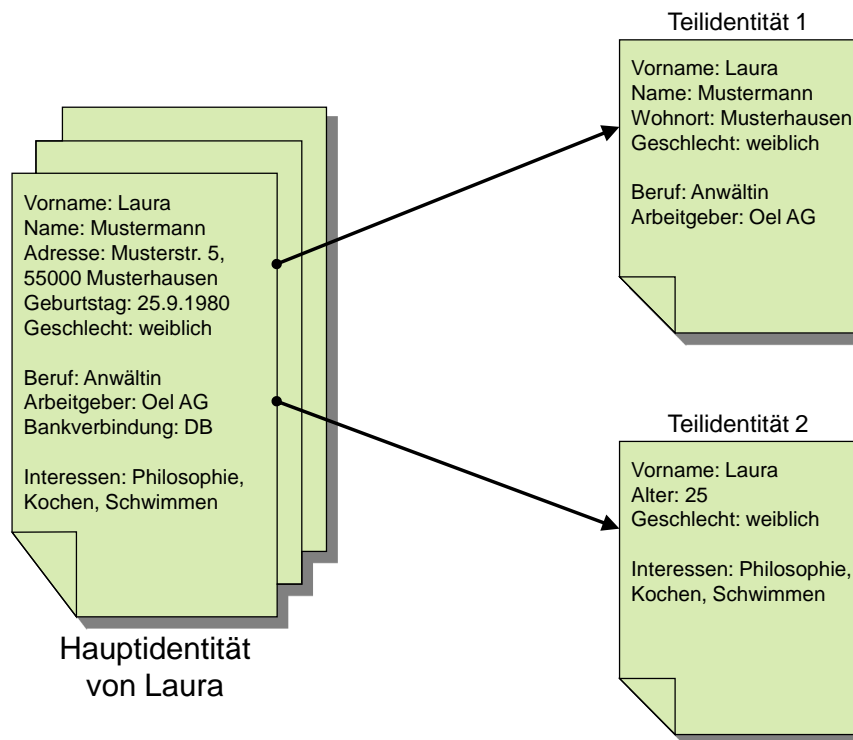 Vorname: Laura
Name: Mustermann
Adresse: Musterstr. 5,
55000 Musterhausen
Geburtstag: 25.9.1980
Geschlecht: weiblich
Beruf: Anwältin
Arbeitgeber: Oel AG
Bankverbindung: DB
Interessen: Philosophie,
Kochen, Schwimmen
Hauptidentität
von Laura
Teilidentität 1
Vorname: Laura
Name: Mustermann
Wohnort: Musterhausen
Geschlecht: weiblich
Beruf: Anwältin
Arbeitgeber: Oel AG
Teilidentität 2
Vorname: Laura
Alter: 25
Geschlecht: weiblich
Interessen: Philosophie,
Kochen, Schwimmen